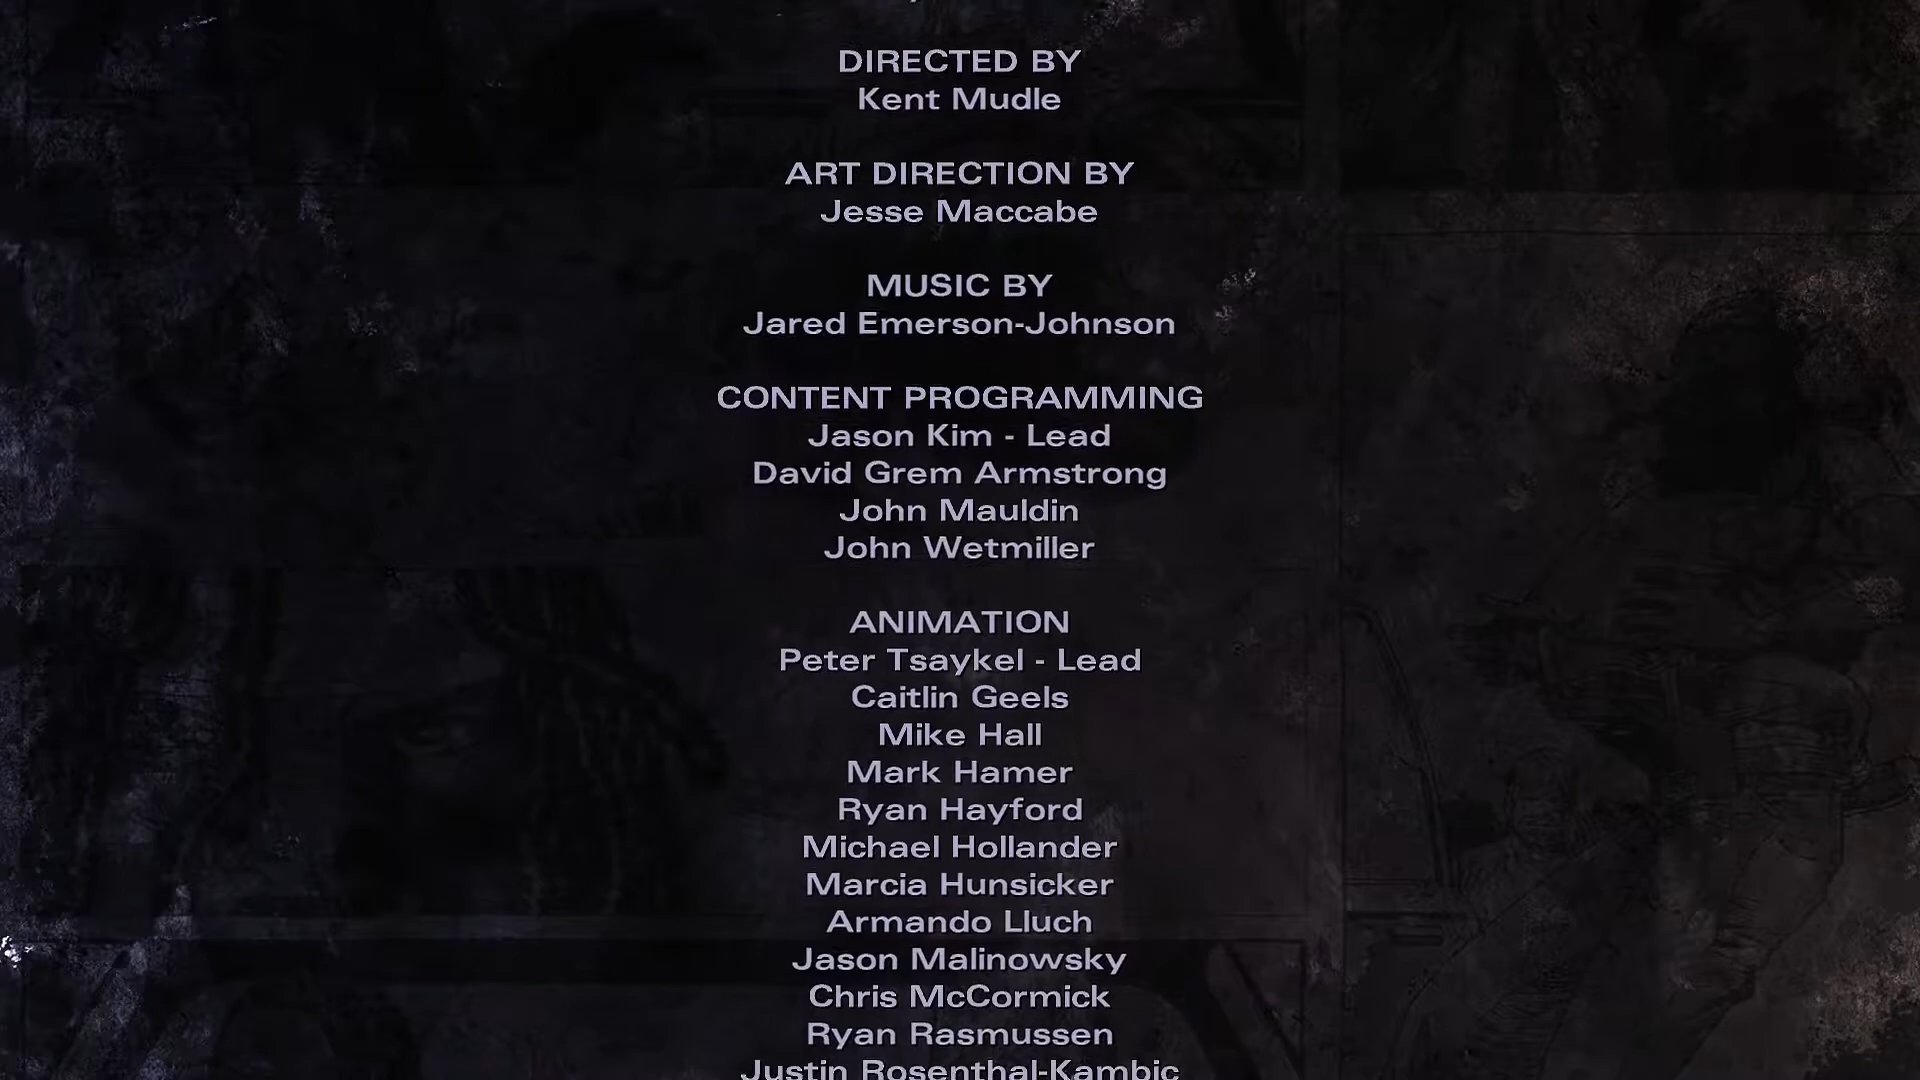 DIRECTED BY
Kent Mudle
ART DIRECTION BY
Jesse Maccabe
MUSIC BY
Jared Emerson-Johnson
CONTENT PROGRAMMING
Jason Kim - Lead
David Grem Armstrong
John Mauldin
John Wetmiller
ANIMATION
Peter Tsaykel - Lead
Caitlin Geels
Mike Hall
Mark Hamer
Ryan Hayford
Michael Hollander
Marcia Hunsicker
Armando Lluch
Jason Malinowsky
Chris McCormick
Ryan Rasmussen
Justin Rosenthal-Kambic